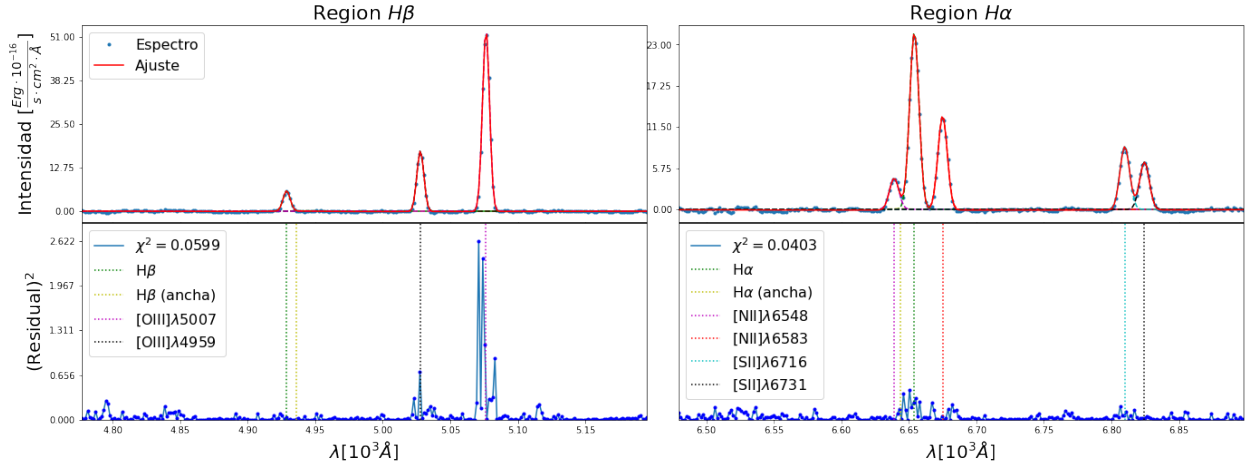 Region Hβ
Intensidad [Erg · 10⁻¹⁶ / s · cm² · Å]
51.00
38.25
25.50
12.75
0.00
Espectro
Ajuste
(Residual)²
2.622
1.967
1.311
0.656
0.000
χ² = 0.0599
Hβ
Hβ (ancha)
[OIII]λ5007
[OIII]λ4959
4.80 4.85 4.90 4.95 5.00 5.05 5.10 5.15
λ[10³Å]
Region Hα
23.00
17.25
11.50
5.75
0.00
χ² = 0.0403
Hα
Hα (ancha)
[NII]λ6548
[NII]λ6583
[SII]λ6716
[SII]λ6731
6.50 6.55 6.60 6.65 6.70 6.75 6.80 6.85
λ[10³Å]